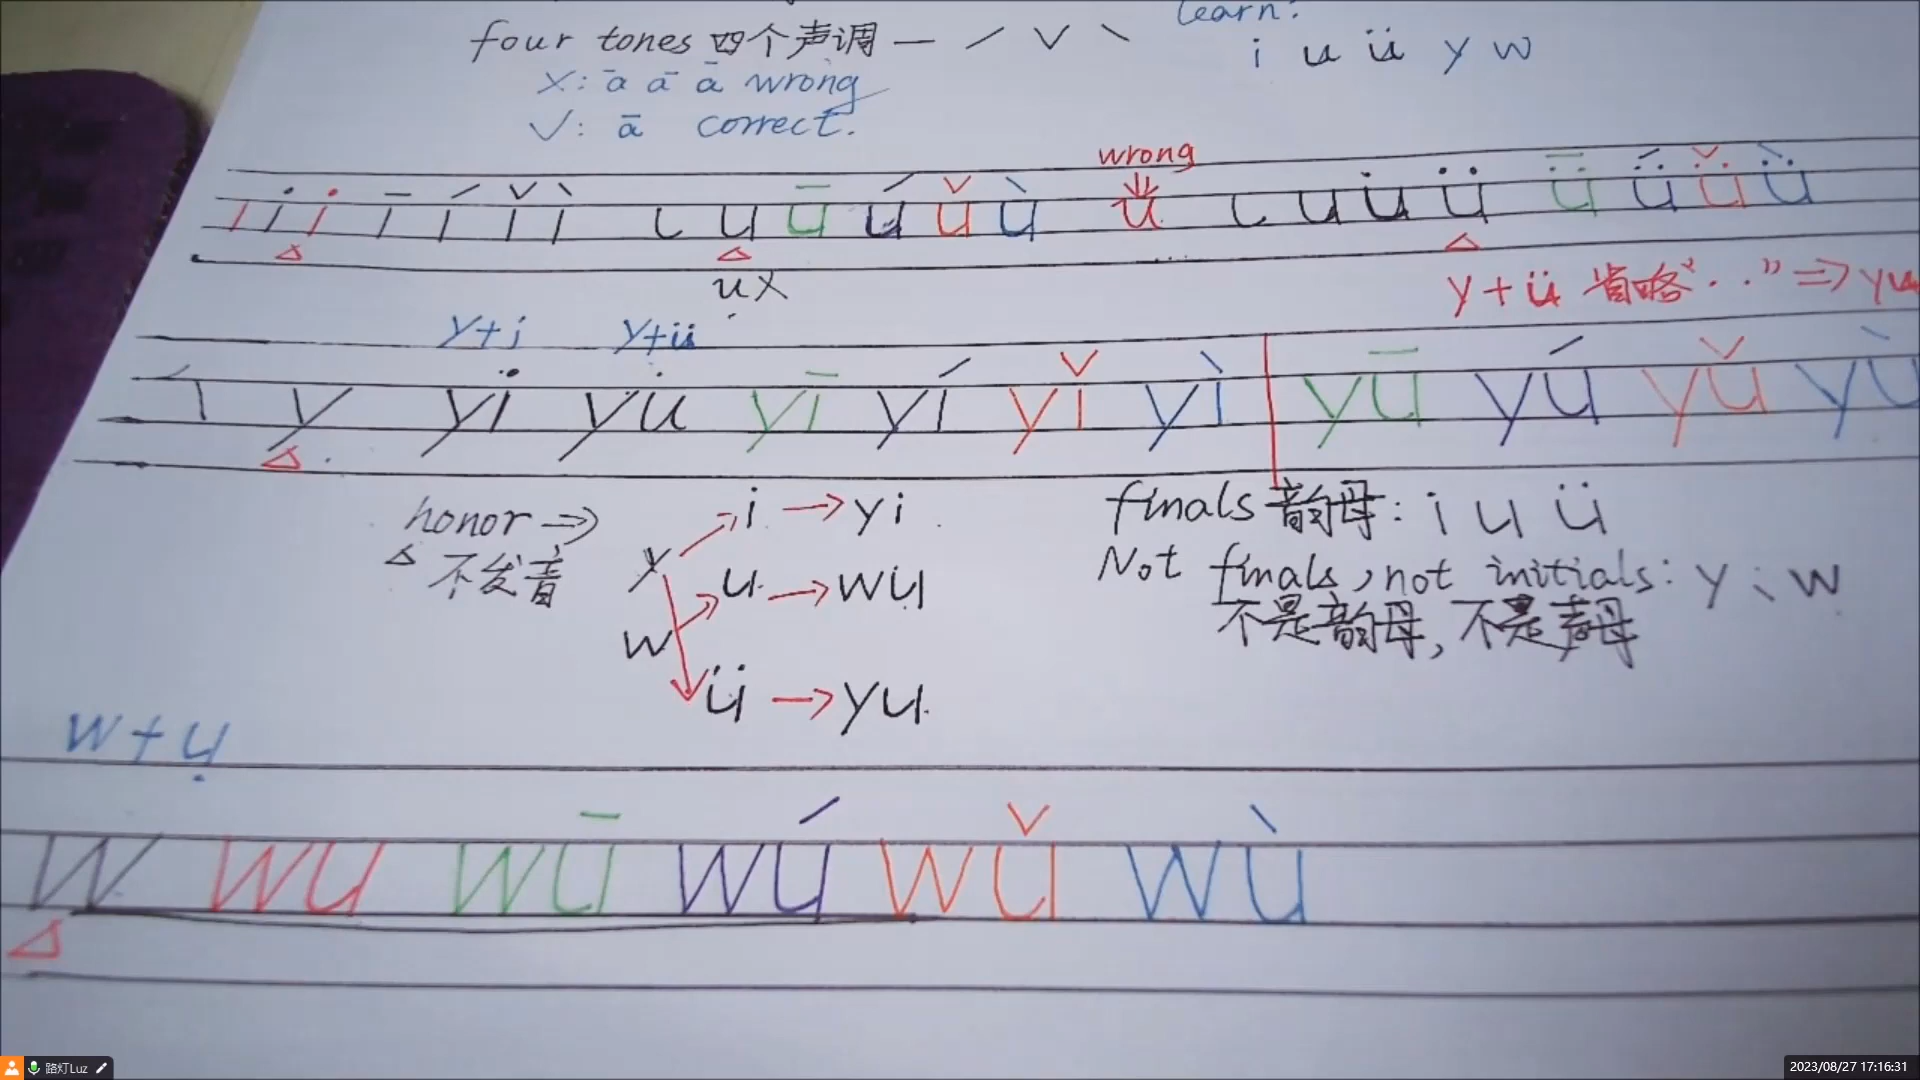 learn:
four tones 四个声调 — ˊ ˇ ˋ
i u ü y w
X: ā ā ā wrong
√: ā correct.
wrong
i i i ī í ǐ ì u ū ú ǔ ù u u u̇ ü ǖ ǘ ǚ ǜ
u X
y + ü 省略“··” => yu
y+i y+ü
y yi yu yī yí yǐ yì yū yú yǔ yù
honor => i → yi
△ 不发音
y
u → wu
w
ü → yu
finals 韵母: i u ü
Not finals, not initials: y 、 w
不是韵母, 不是声母
w + u
w wu wū wú wǔ wù
路灯Luz
2023/08/27 17:16:31